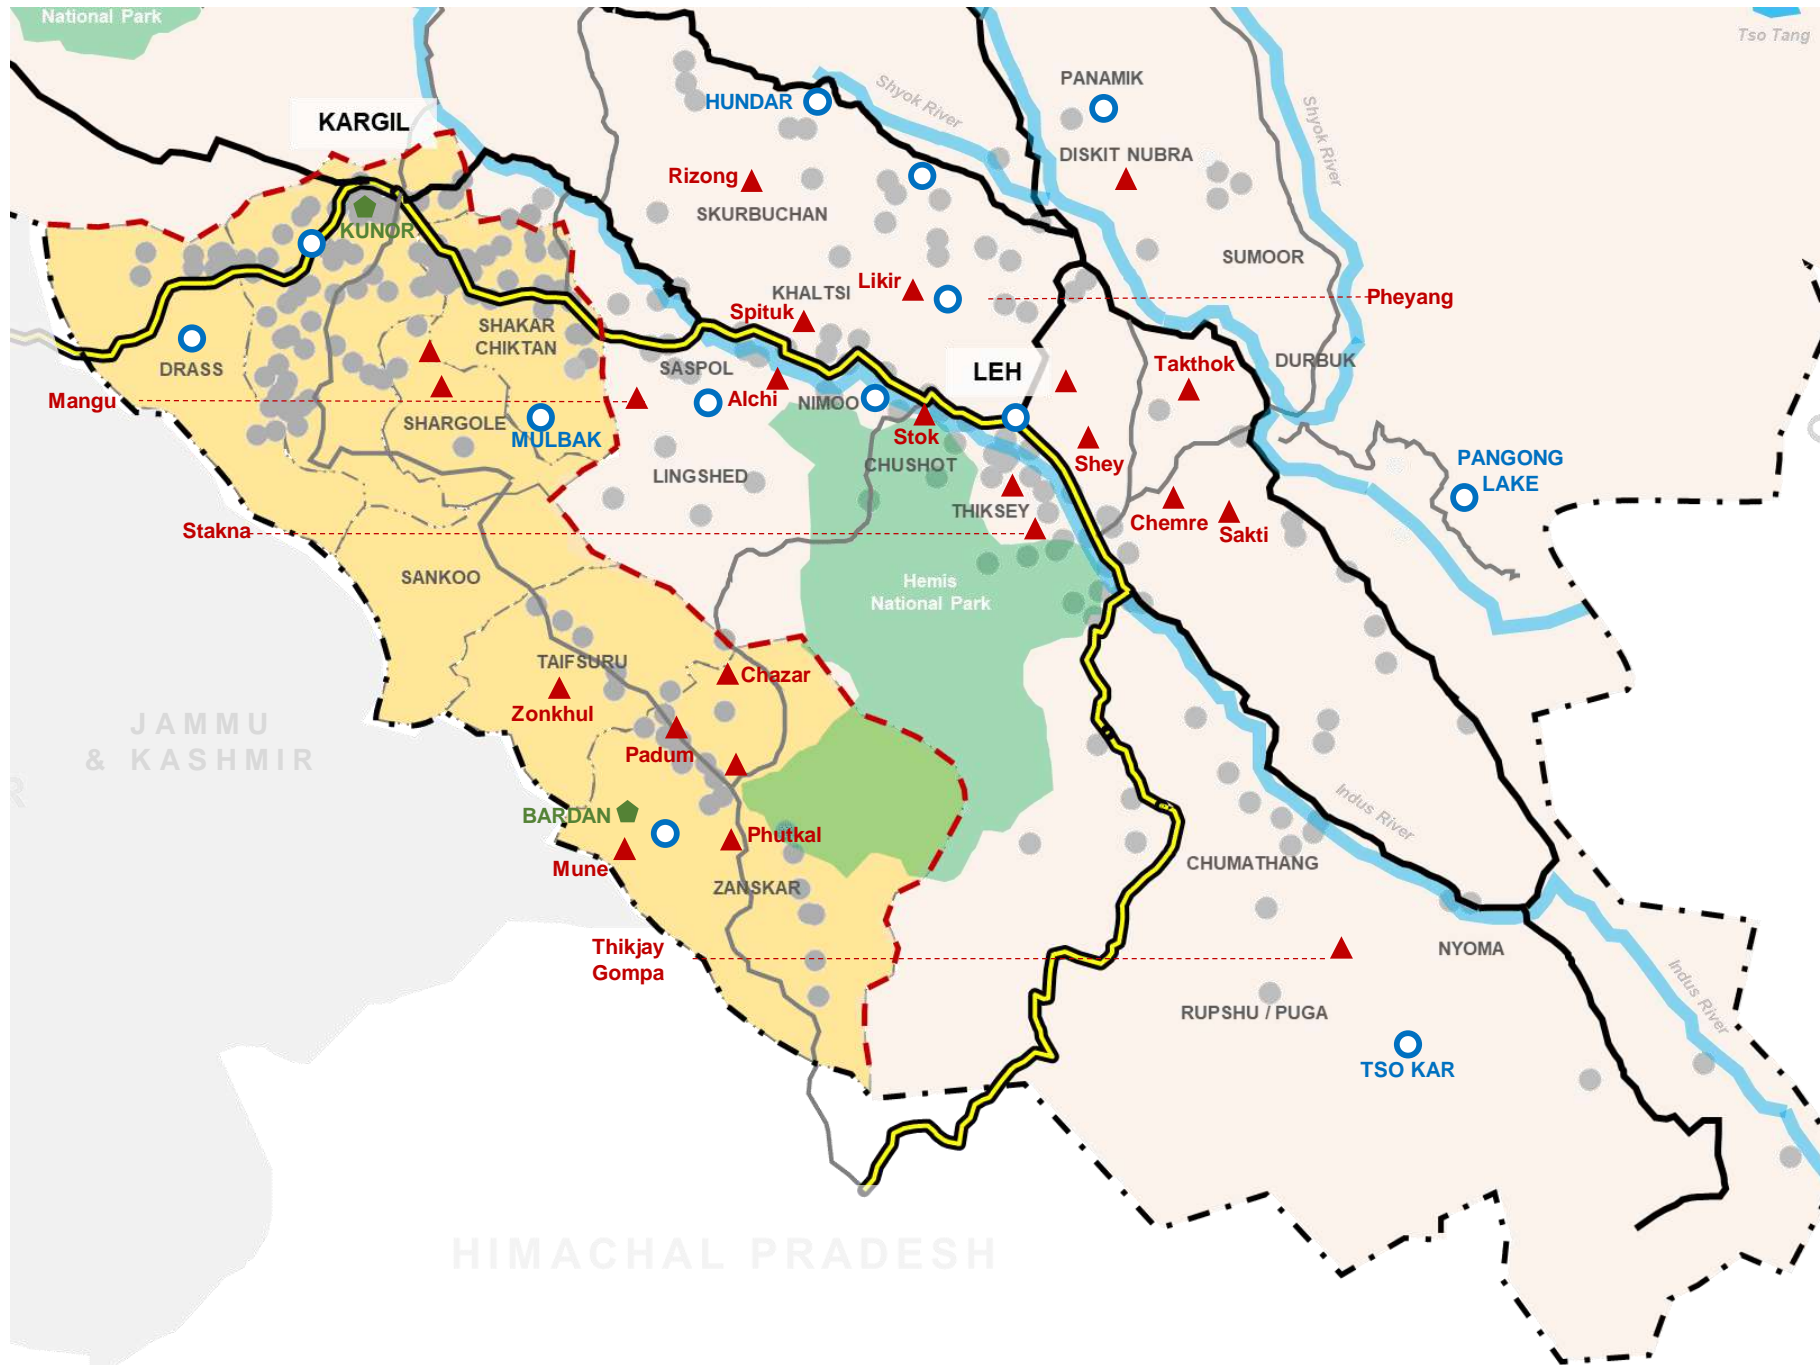 National Park
Tso Tang
PANAMIK
Shyok River
HUNDAR
Shyok River
KARGIL
DISKIT NUBRA
Rizong
SKURBUCHAN
KUNOR
SUMOOR
Likir
KHALTSI
Pheyang
Spituk
SHAKAR
CHIKTAN
DRASS
SASPOL
LEH
DURBUK
Takthok
Mangu
Alchi
NIMOO
SHARGOLE
MULBAK
Stok
CHUSHOT
Shey
PANGONG
LAKE
LINGSHED
THIKSEY
Chemre
Sakti
Stakna
SANKOO
Hemis
National Park
TAIFSURU
Chazar
Zonkhul
JAMMU
& KASHMIR
Padum
R
BARDAN
Phutkal
Indus River
Mune
CHUMATHANG
ZANSKAR
Thikjay
Gompa
NYOMA
Indus River
RUPSHU / PUGA
TSO KAR
HIMACHAL PRADESH